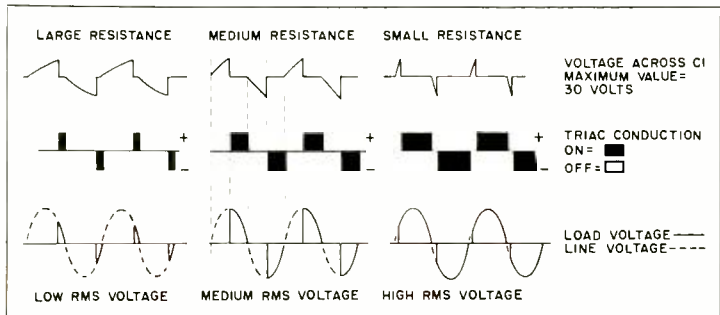 LARGE RESISTANCE
MEDIUM RESISTANCE
SMALL RESISTANCE
VOLTAGE ACROSS C1
MAXIMUM VALUE=
30 VOLTS
+
-
+
-
+
-
TRIAC CONDUCTION
ON=
OFF=
LOAD VOLTAGE
LINE VOLTAGE
LOW RMS VOLTAGE
MEDIUM RMS VOLTAGE
HIGH RMS VOLTAGE